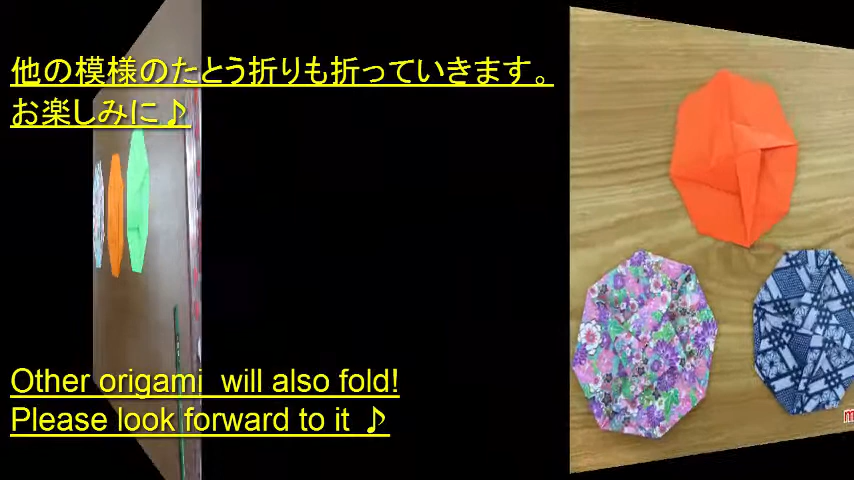 他の模様のたとう折りも折っていきます。
お楽しみに♪
Other origami  will also fold!
Please look forward to it ♪